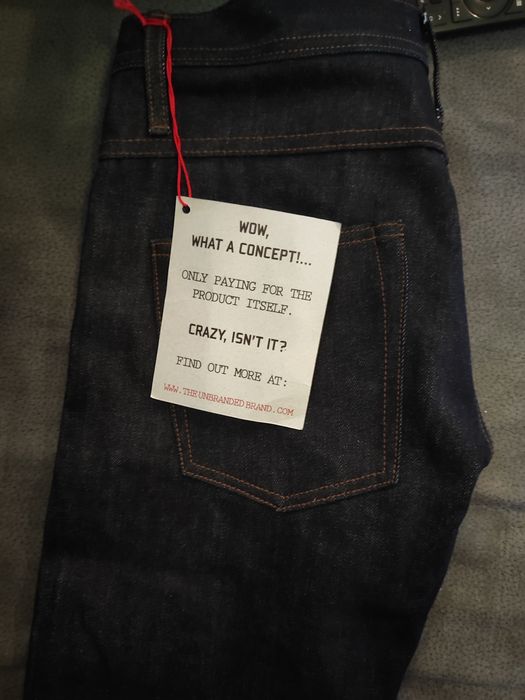 WOW,
WHAT A CONCEPT!...
ONLY PAYING FOR THE
PRODUCT ITSELF.
CRAZY, ISN'T IT?
FIND OUT MORE AT:
WWW.THEUNBRANDEDBRAND.COM